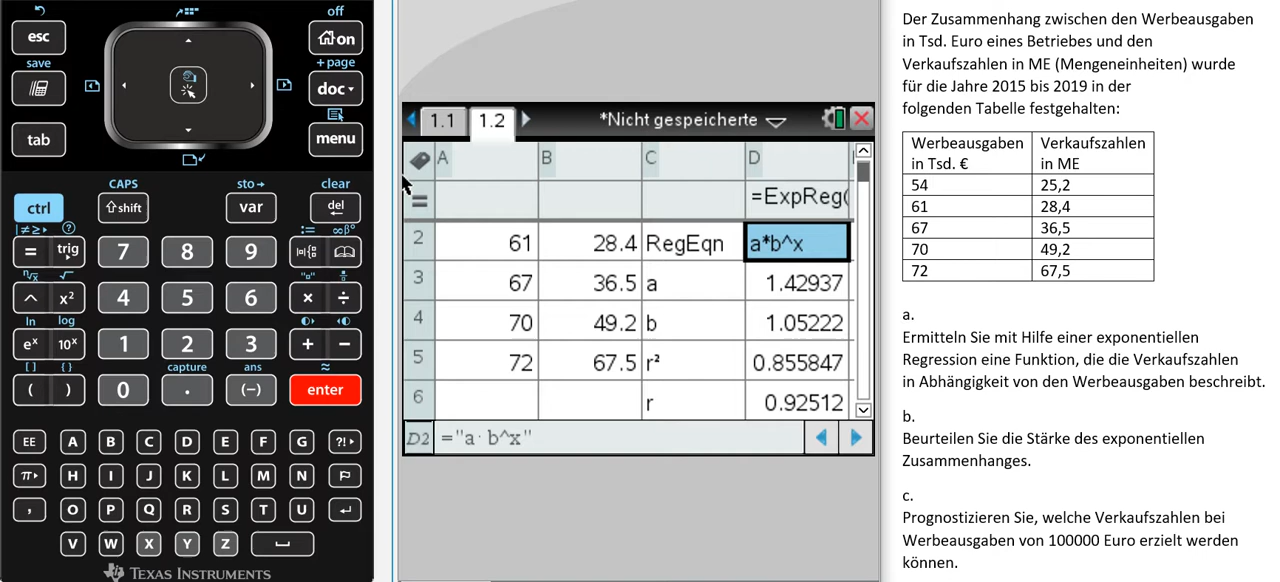 off
esc
on
save
+ page
doc
tab
menu
CAPS
sto→
clear
ctrl
⇧shift
var
del
|≠≥▸
:=
∞β°
=
trig
7
8
9
|□|{
n√x
√
"□"
^
x²
4
5
6
×
÷
ln
log
eˣ
10ˣ
1
2
3
+
−
[ ]
{ }
capture
ans
≈
(
)
0
.
(−)
enter
EE
A
B
C
D
E
F
G
?!▸
π▸
H
I
J
K
L
M
N
,
O
P
Q
R
S
T
U
↵
V
W
X
Y
Z
TEXAS INSTRUMENTS
1.1
1.2
*Nicht gespeicherte
A B C D
= =ExpReg(
2 61 28.4 RegEqn a*b^x
3 67 36.5 a 1.42937
4 70 49.2 b 1.05222
5 72 67.5 r² 0.855847
6 r 0.92512
D2 ="a· b^x"
Der Zusammenhang zwischen den Werbeausgaben
in Tsd. Euro eines Betriebes und den
Verkaufszahlen in ME (Mengeneinheiten) wurde
für die Jahre 2015 bis 2019 in der
folgenden Tabelle festgehalten:
Werbeausgaben Verkaufszahlen
in Tsd. € in ME
54 25,2
61 28,4
67 36,5
70 49,2
72 67,5
a.
Ermitteln Sie mit Hilfe einer exponentiellen
Regression eine Funktion, die die Verkaufszahlen
in Abhängigkeit von den Werbeausgaben beschreibt.
b.
Beurteilen Sie die Stärke des exponentiellen
Zusammenhanges.
c.
Prognostizieren Sie, welche Verkaufszahlen bei
Werbeausgaben von 100000 Euro erzielt werden
können.